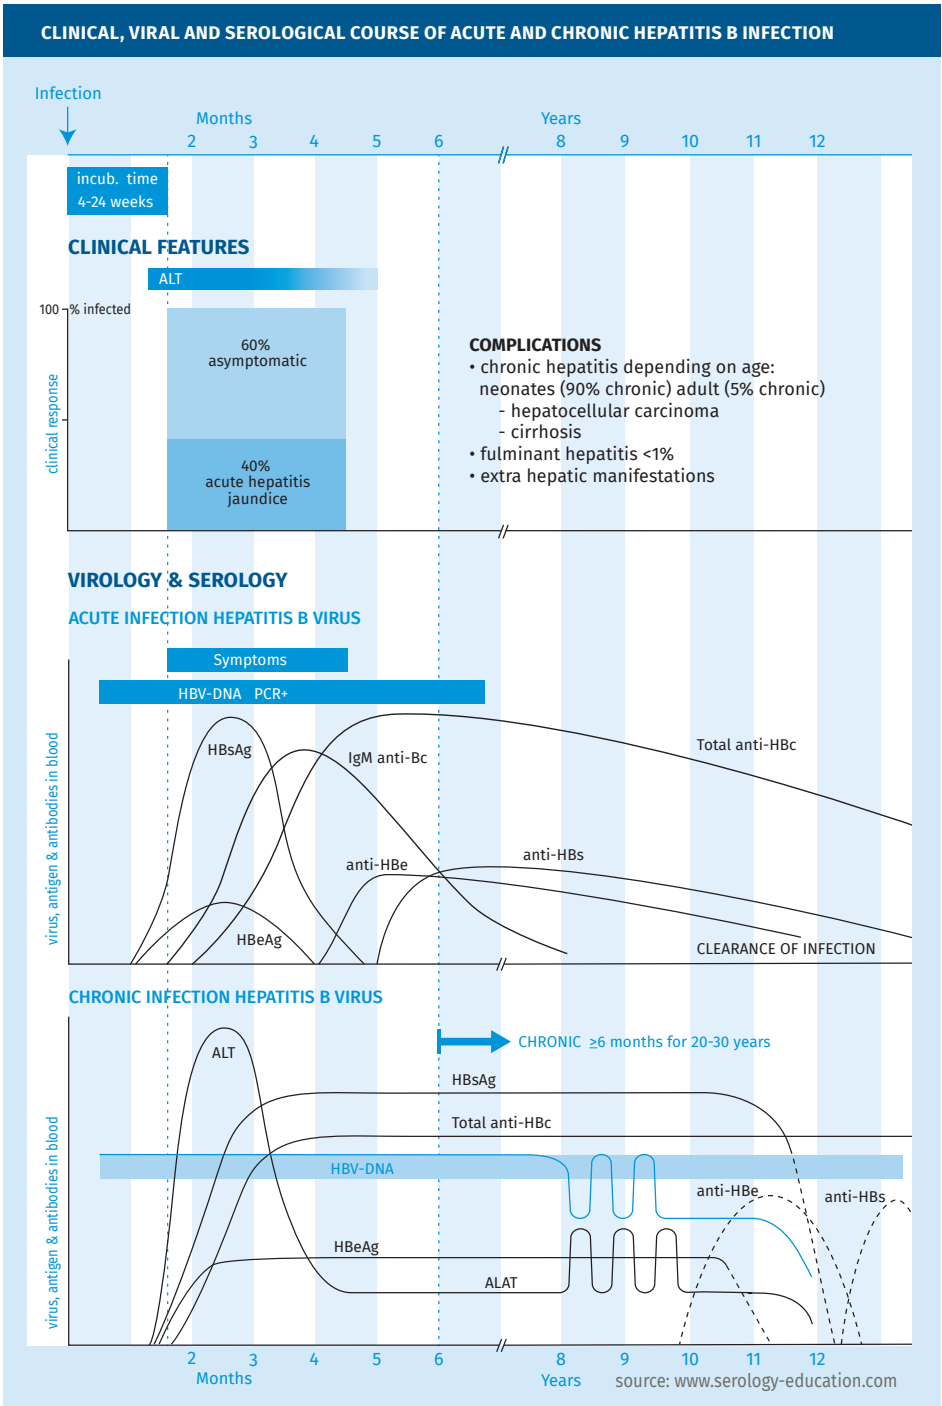 CLINICAL, VIRAL AND SEROLOGICAL COURSE OF ACUTE AND CHRONIC HEPATITIS B INFECTION
Infection
Months
Years
2 3 4 5 6 8 9 10 11 12
incub. time
4-24 weeks
CLINICAL FEATURES
ALT
100
% infected
clinical response
60%
asymptomatic
40%
acute hepatitis
jaundice
COMPLICATIONS
• chronic hepatitis depending on age:
neonates (90% chronic) adult (5% chronic)
- hepatocellular carcinoma
- cirrhosis
• fulminant hepatitis <1%
• extra hepatic manifestations
VIROLOGY & SEROLOGY
ACUTE INFECTION HEPATITIS B VIRUS
Symptoms
HBV-DNA PCR+
virus, antigen & antibodies in blood
HBsAg
IgM anti-Bc
Total anti-HBc
anti-HBe
anti-HBs
HBeAg
CLEARANCE OF INFECTION
CHRONIC INFECTION HEPATITIS B VIRUS
virus, antigen & antibodies in blood
ALT
CHRONIC ≥6 months for 20-30 years
HBsAg
Total anti-HBc
HBV-DNA
anti-HBe
anti-HBs
HBeAg
ALAT
2 3 4 5 6 8 9 10 11 12
Months
Years
source: www.serology-education.com